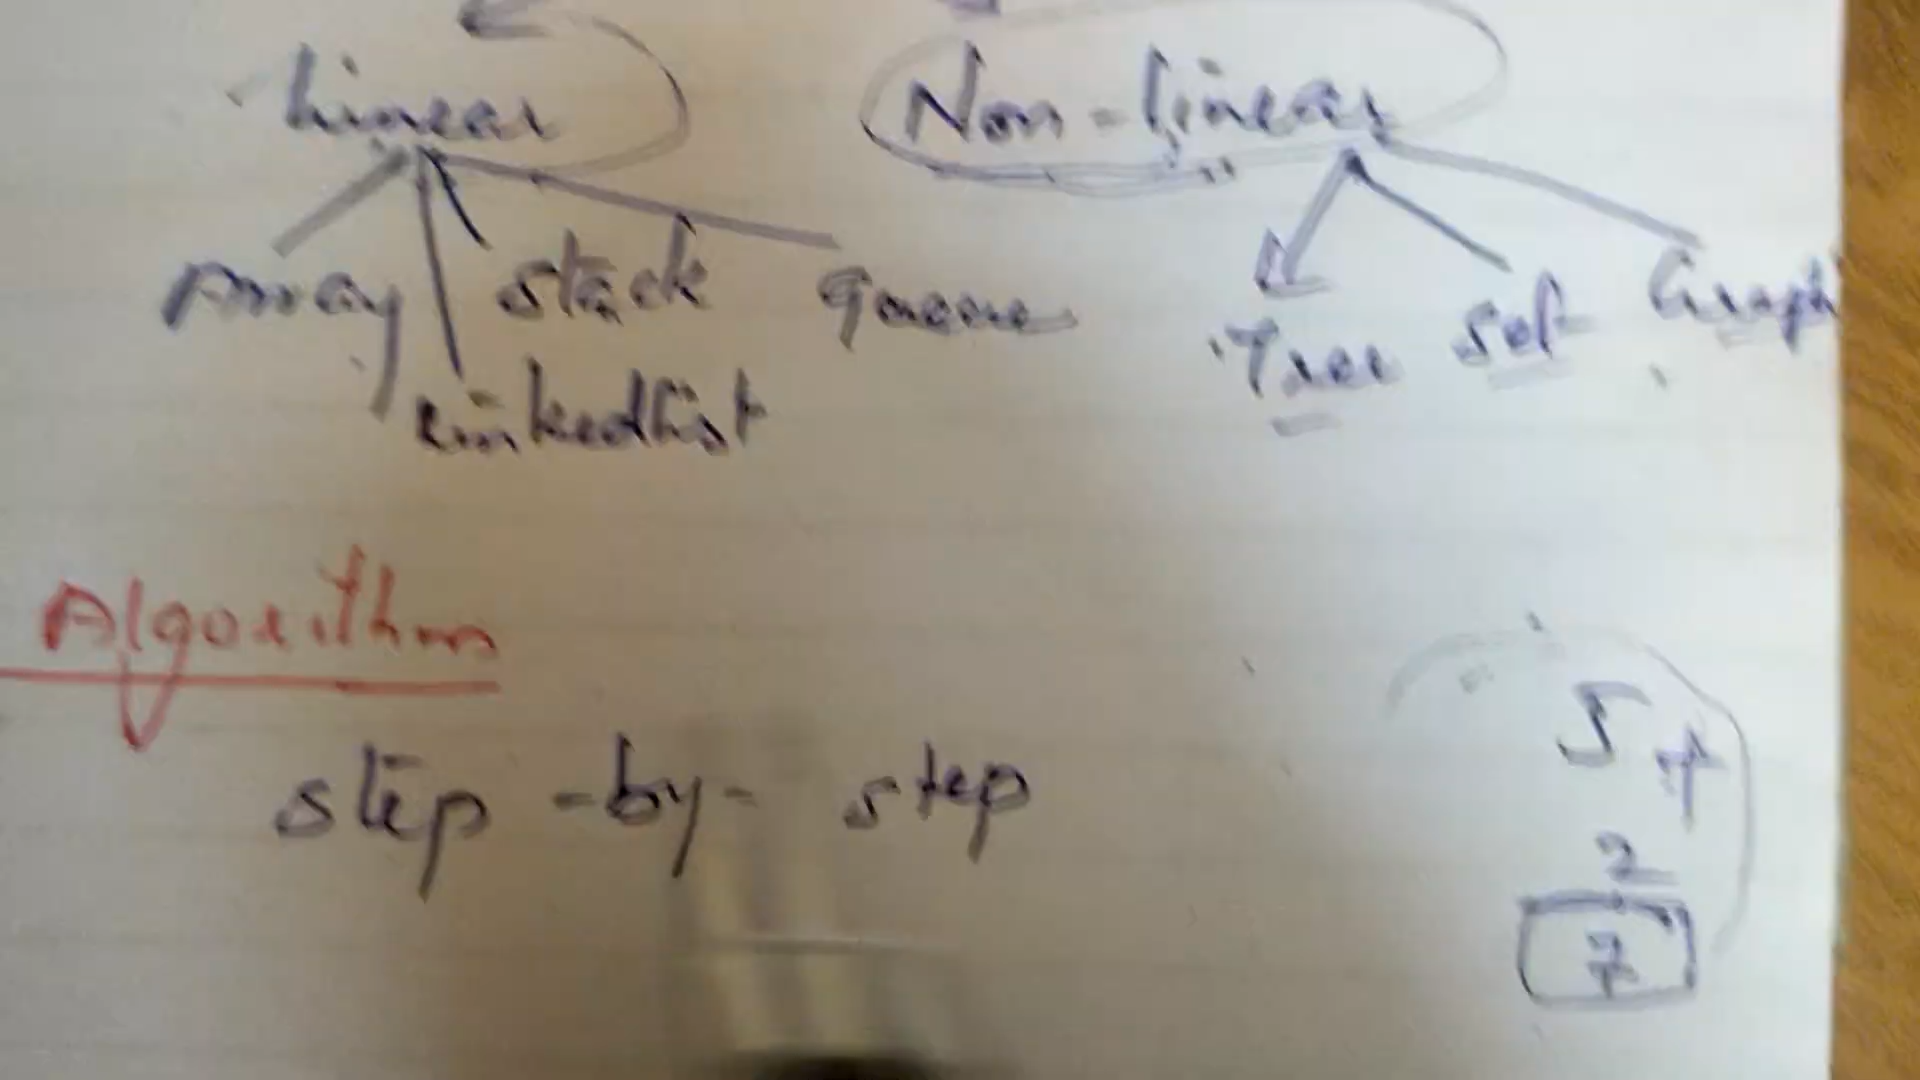 Linear Non-linear
Array Stack Queue
Linkedlist
Tree Set Graph
Algorithm
step-by-step
5 +
2
7